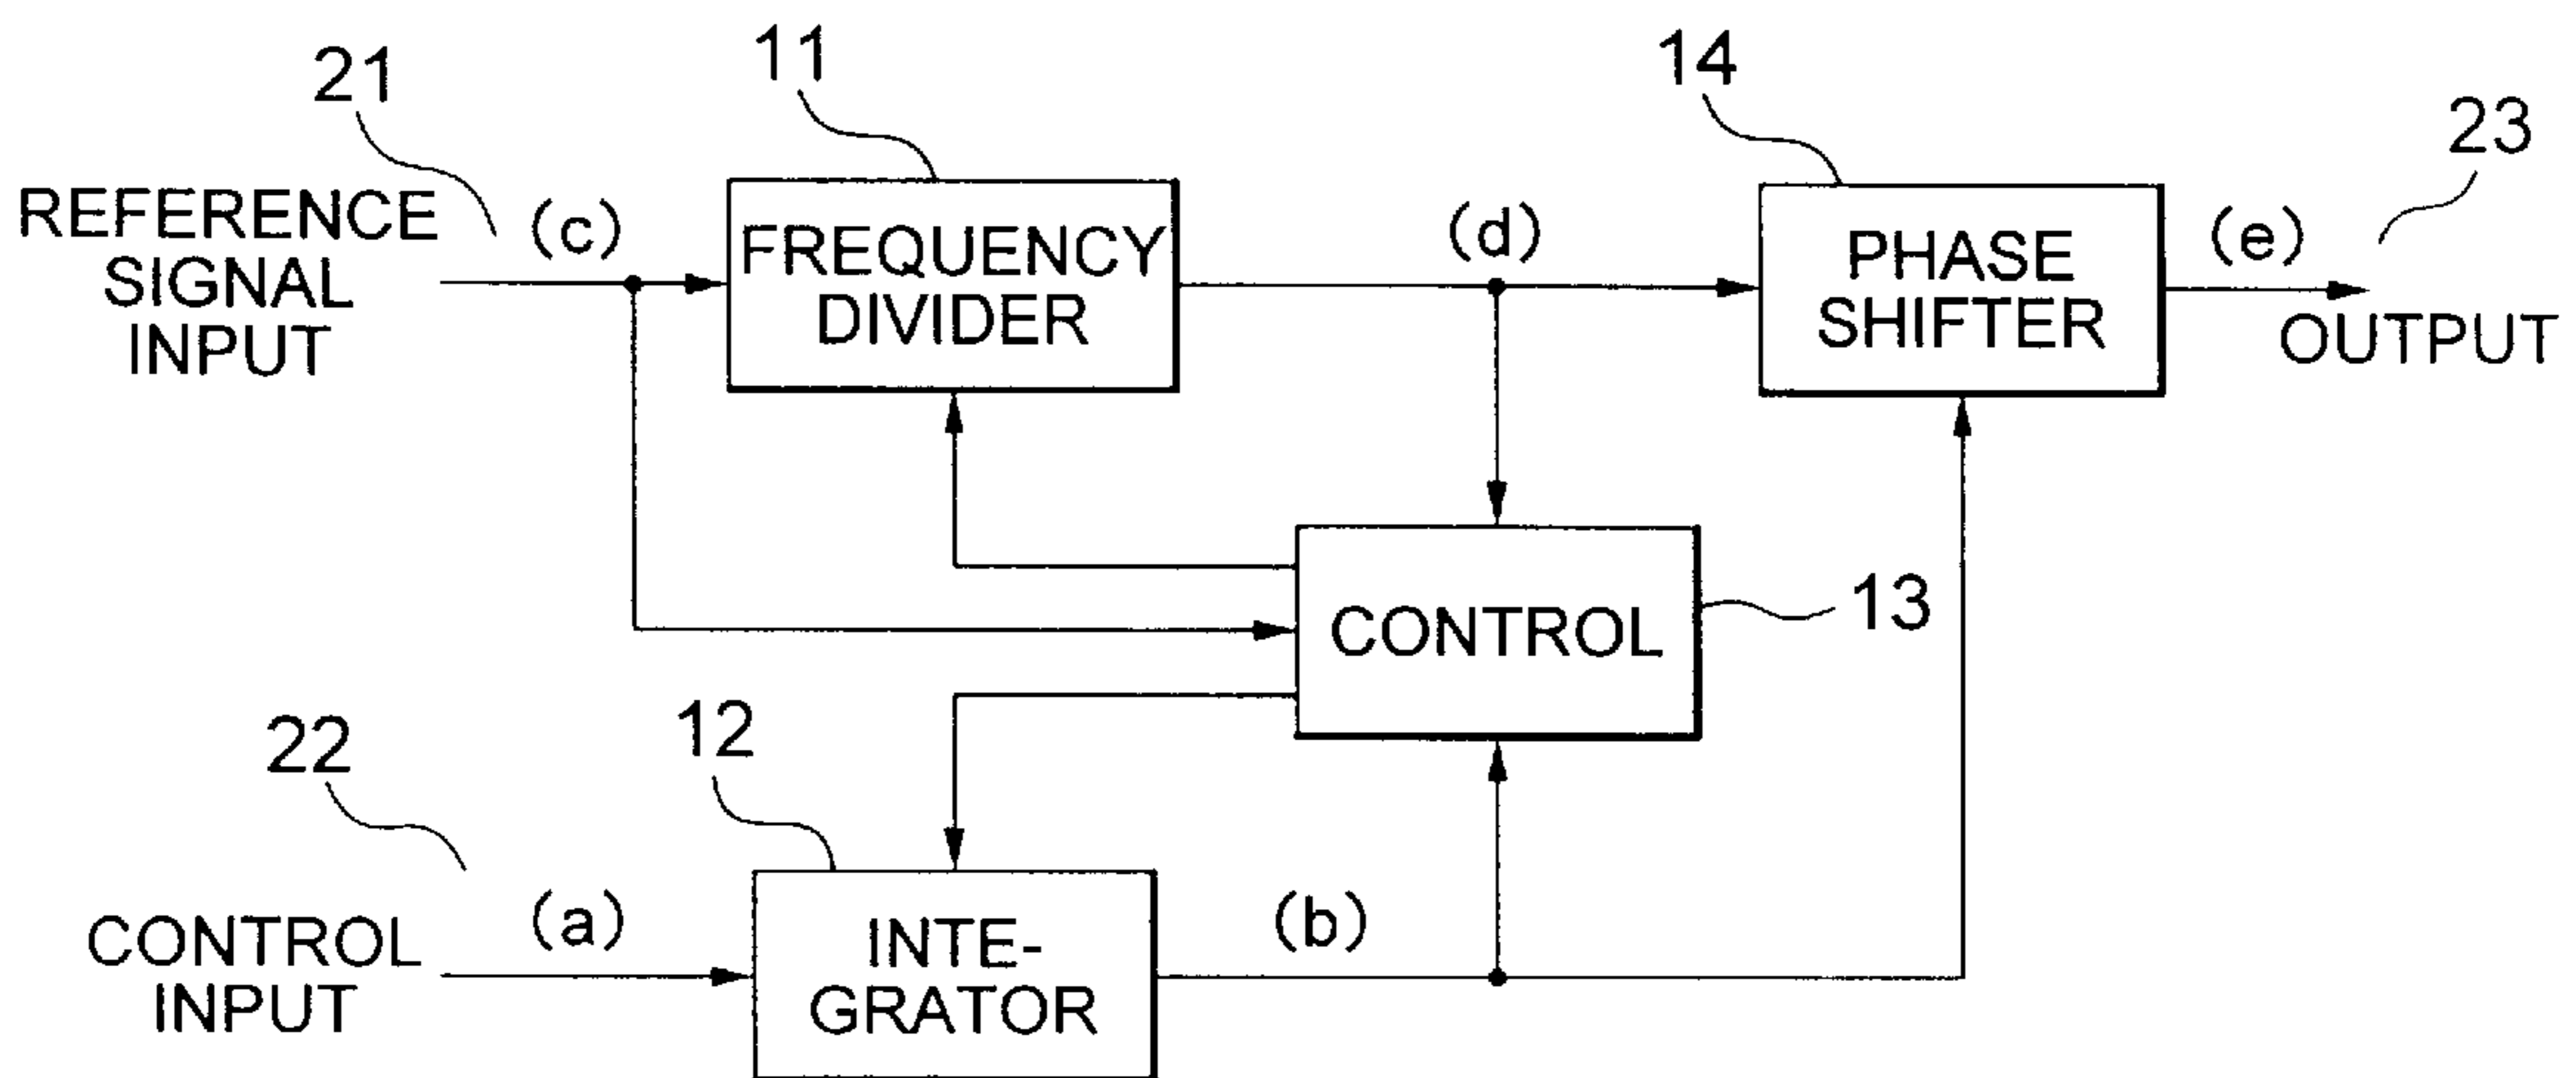 21
11
14
23
REFERENCE
SIGNAL
INPUT
(c)
FREQUENCY
DIVIDER
(d)
PHASE
SHIFTER
(e)
OUTPUT
CONTROL
13
22
12
CONTROL
INPUT
(a)
INTE-
GRATOR
(b)